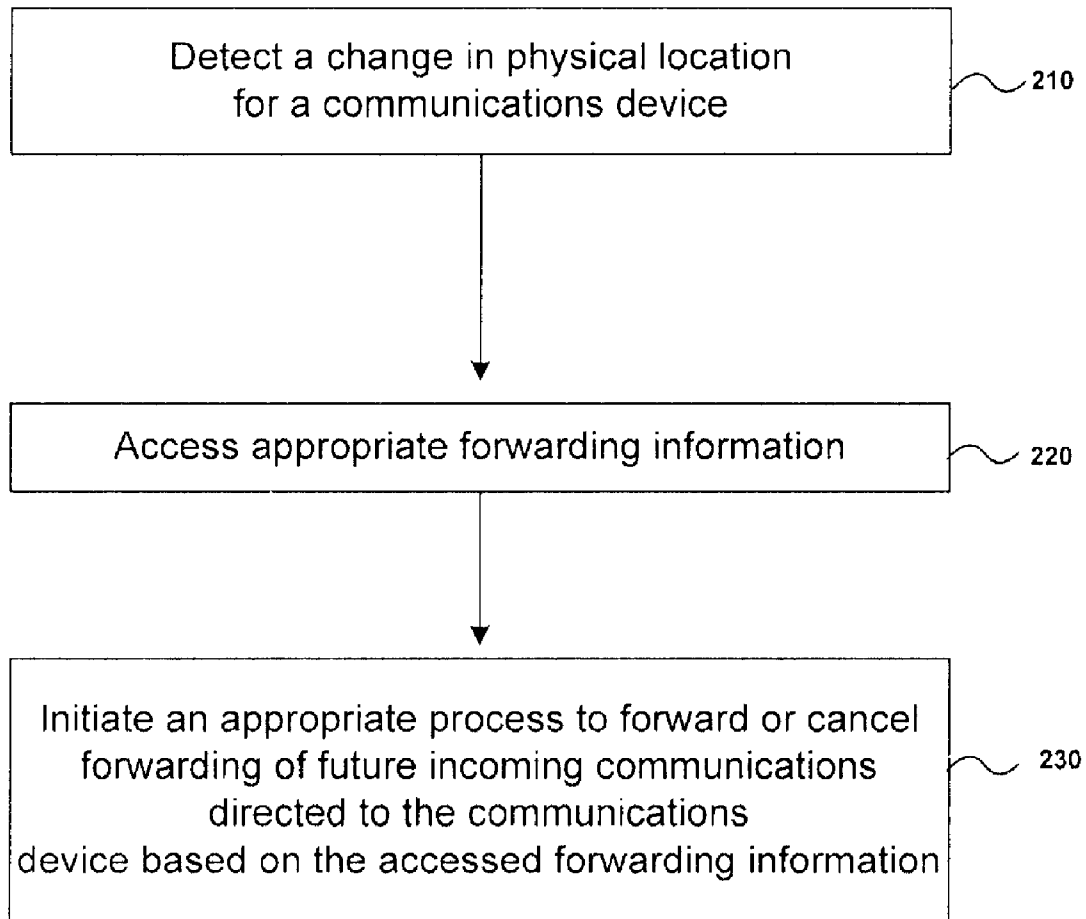 Detect a change in physical location
for a communications device
210
Access appropriate forwarding information
220
Initiate an appropriate process to forward or cancel
forwarding of future incoming communications
directed to the communications
device based on the accessed forwarding information
230